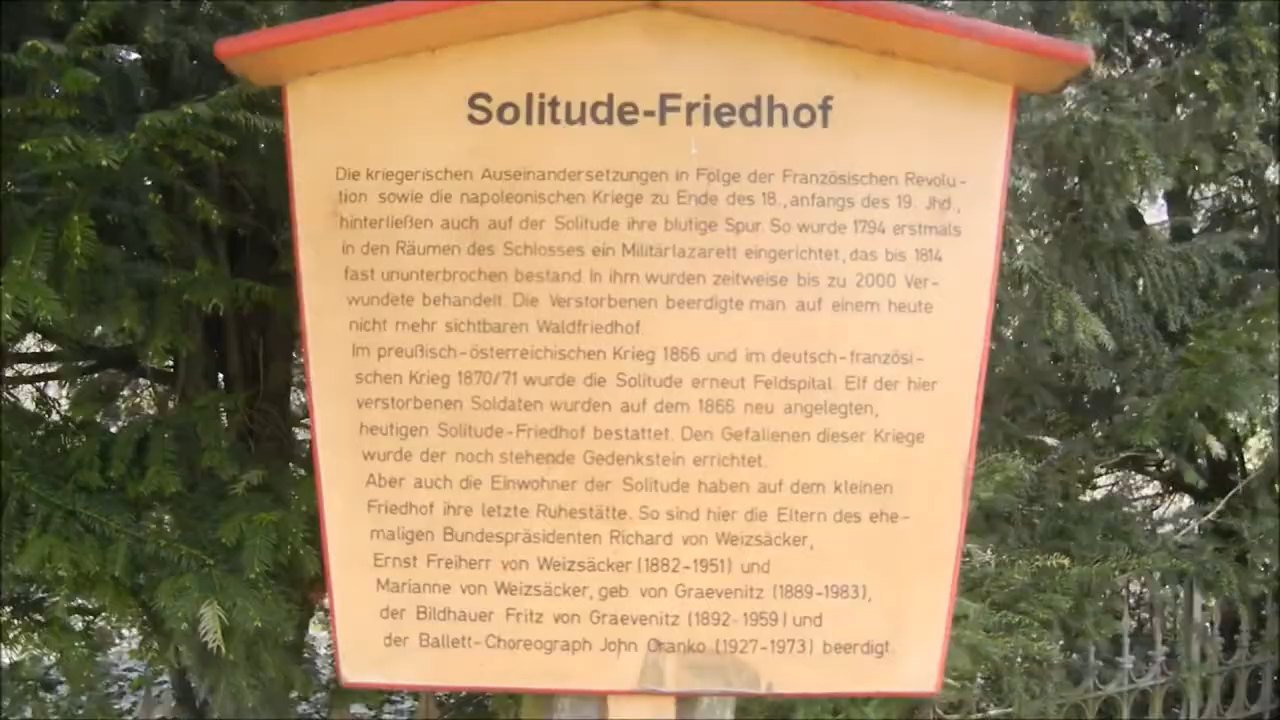 Solitude-Friedhof
Die kriegerischen Auseinandersetzungen in Folge der Französischen Revolu-
tion sowie die napoleonischen Kriege zu Ende des 18., anfangs des 19. Jhd.,
hinterließen auch auf der Solitude ihre blutige Spur. So wurde 1794 erstmals
in den Räumen des Schlosses ein Militärlazarett eingerichtet, das bis 1814
fast ununterbrochen bestand. In ihm wurden zeitweise bis zu 2000 Ver-
wundete behandelt. Die Verstorbenen beerdigte man auf einem heute
nicht mehr sichtbaren Waldfriedhof.
Im preußisch-österreichischen Krieg 1866 und im deutsch-französi-
schen Krieg 1870/71 wurde die Solitude erneut Feldspital. Elf der hier
verstorbenen Soldaten wurden auf dem 1866 neu angelegten,
heutigen Solitude-Friedhof bestattet. Den Gefallenen dieser Kriege
wurde der noch stehende Gedenkstein errichtet.
Aber auch die Einwohner der Solitude haben auf dem kleinen
Friedhof ihre letzte Ruhestätte. So sind hier die Eltern des ehe-
maligen Bundespräsidenten Richard von Weizsäcker,
Ernst Freiherr von Weizsäcker (1882-1951) und
Marianne von Weizsäcker, geb. von Graevenitz (1889-1983),
der Bildhauer Fritz von Graevenitz (1892-1959) und
der Ballett-Choreograph John Cranko (1927-1973) beerdigt.